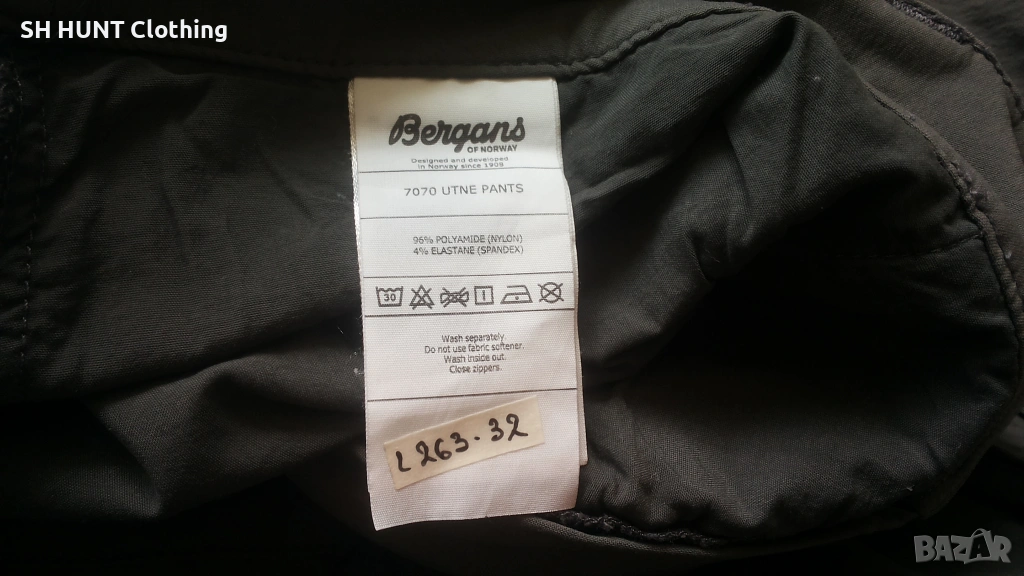 SH HUNT Clothing
Bergans
OF NORWAY
Designed and developed
in Norway since 1908
7070 UTNE PANTS
96% POLYAMIDE (NYLON)
4% ELASTANE (SPANDEX)
30
Wash separately.
Do not use fabric softener.
Wash inside out.
Close zippers.
L 263-32
BAZAR